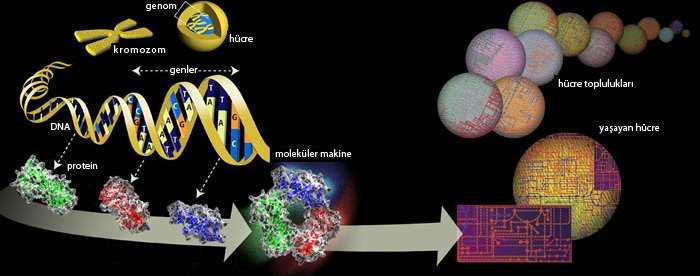 genom
kromozom
hücre
genler
DNA
protein
moleküler makine
hücre toplulukları
yaşayan hücre
C C G T A
A A T C
T A G
T A
T
G
C